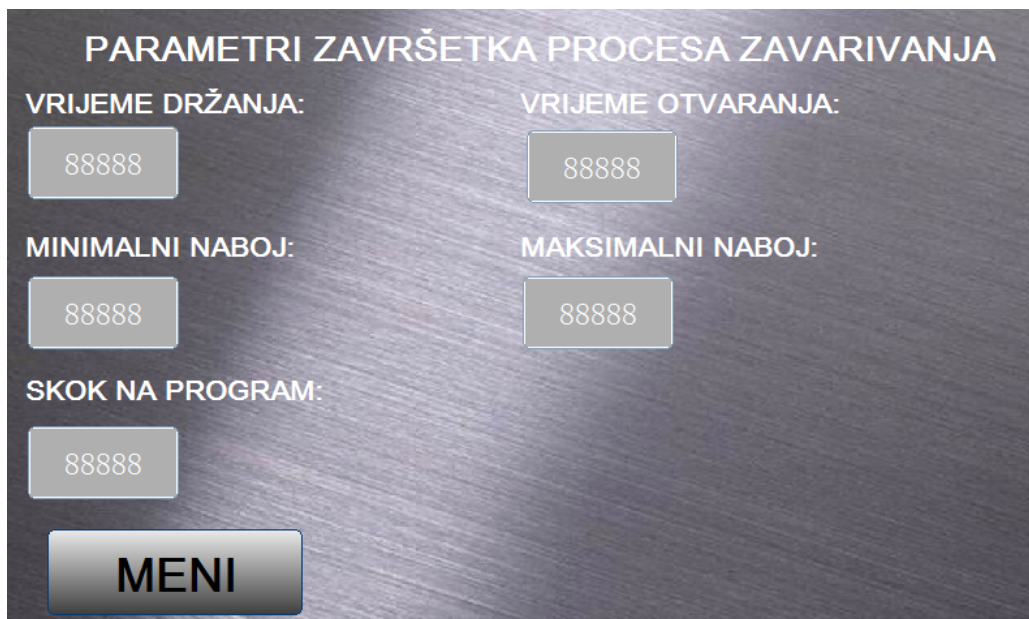 PARAMETRI ZAVRŠETKA PROCESA ZAVARIVANJA
VRIJEME DRŽANJA: VRIJEME OTVARANJA:
88888 88888
MINIMALNI NABOJ: MAKSIMALNI NABOJ:
88888 88888
SKOK NA PROGRAM:
88888
MENI